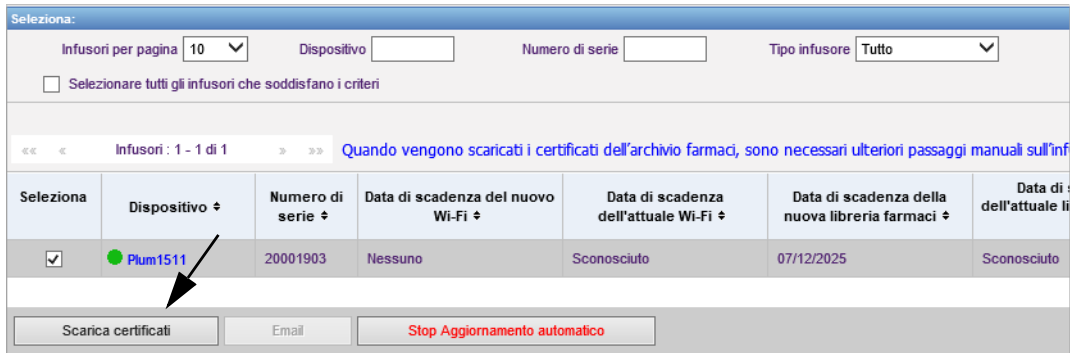 Seleziona:
Infusori per pagina 10 Dispositivo Numero di serie Tipo infusore Tutto
Selezionare tutti gli infusori che soddisfano i criteri
«« « Infusori : 1 - 1 di 1 » »» Quando vengono scaricati i certificati dell'archivio farmaci, sono necessari ulteriori passaggi manuali
Seleziona Dispositivo Numero di serie Data di scadenza del nuovo Wi-Fi Data di scadenza dell'attuale Wi-Fi Data di scadenza della nuova libreria farmaci Data di dell'attuale
Plum1511 20001903 Nessuno Sconosciuto 07/12/2025 Sconosciuto
Scarica certificati Email Stop Aggiornamento automatico